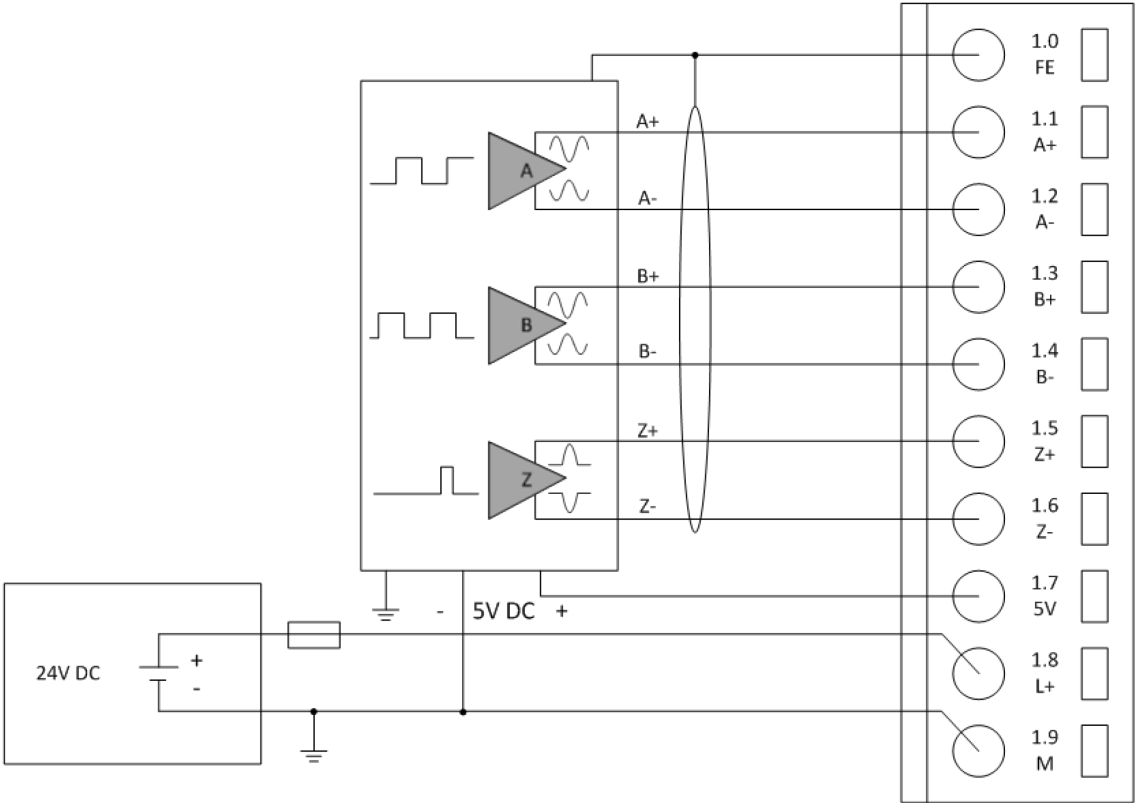 1.0
FE
A+
1.1
A+
A
A-
1.2
A-
B+
1.3
B+
B
B-
1.4
B-
Z+
1.5
Z+
Z
Z-
1.6
Z-
1.7
5V
- 5V DC +
24V DC
+
-
1.8
L+
1.9
M